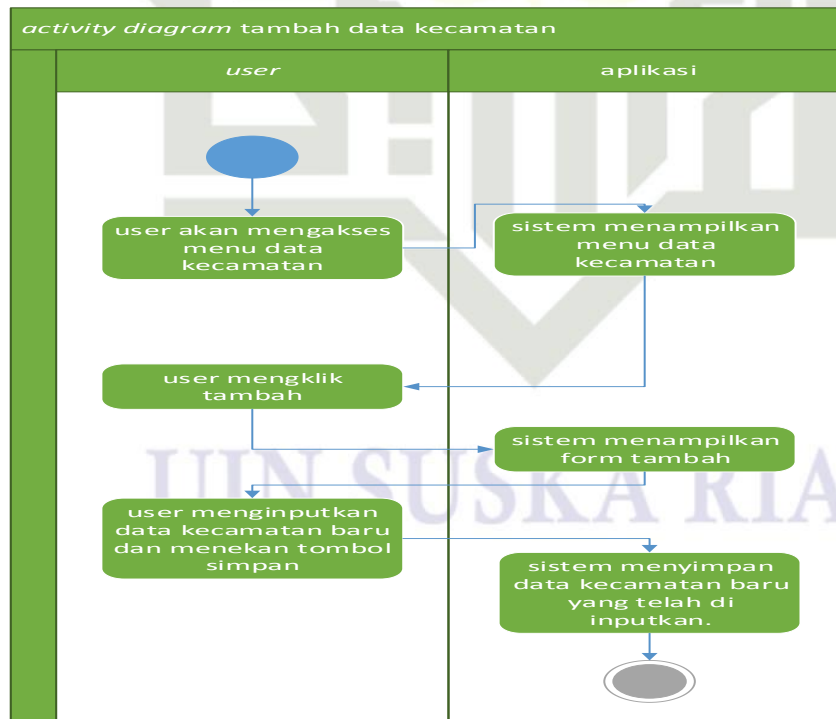 activity diagram tambah data kecamatan
user
aplikasi
user akan mengakses
menu data
kecamatan
sistem menampilkan
menu data
kecamatan
user mengklik
tambah
sistem menampilkan
form tambah
UIN SUSKA RIA
user menginputkan
data kecamatan baru
dan menekan tombol
simpan
sistem menyimpan
data kecamatan baru
yang telah di
inputkan.